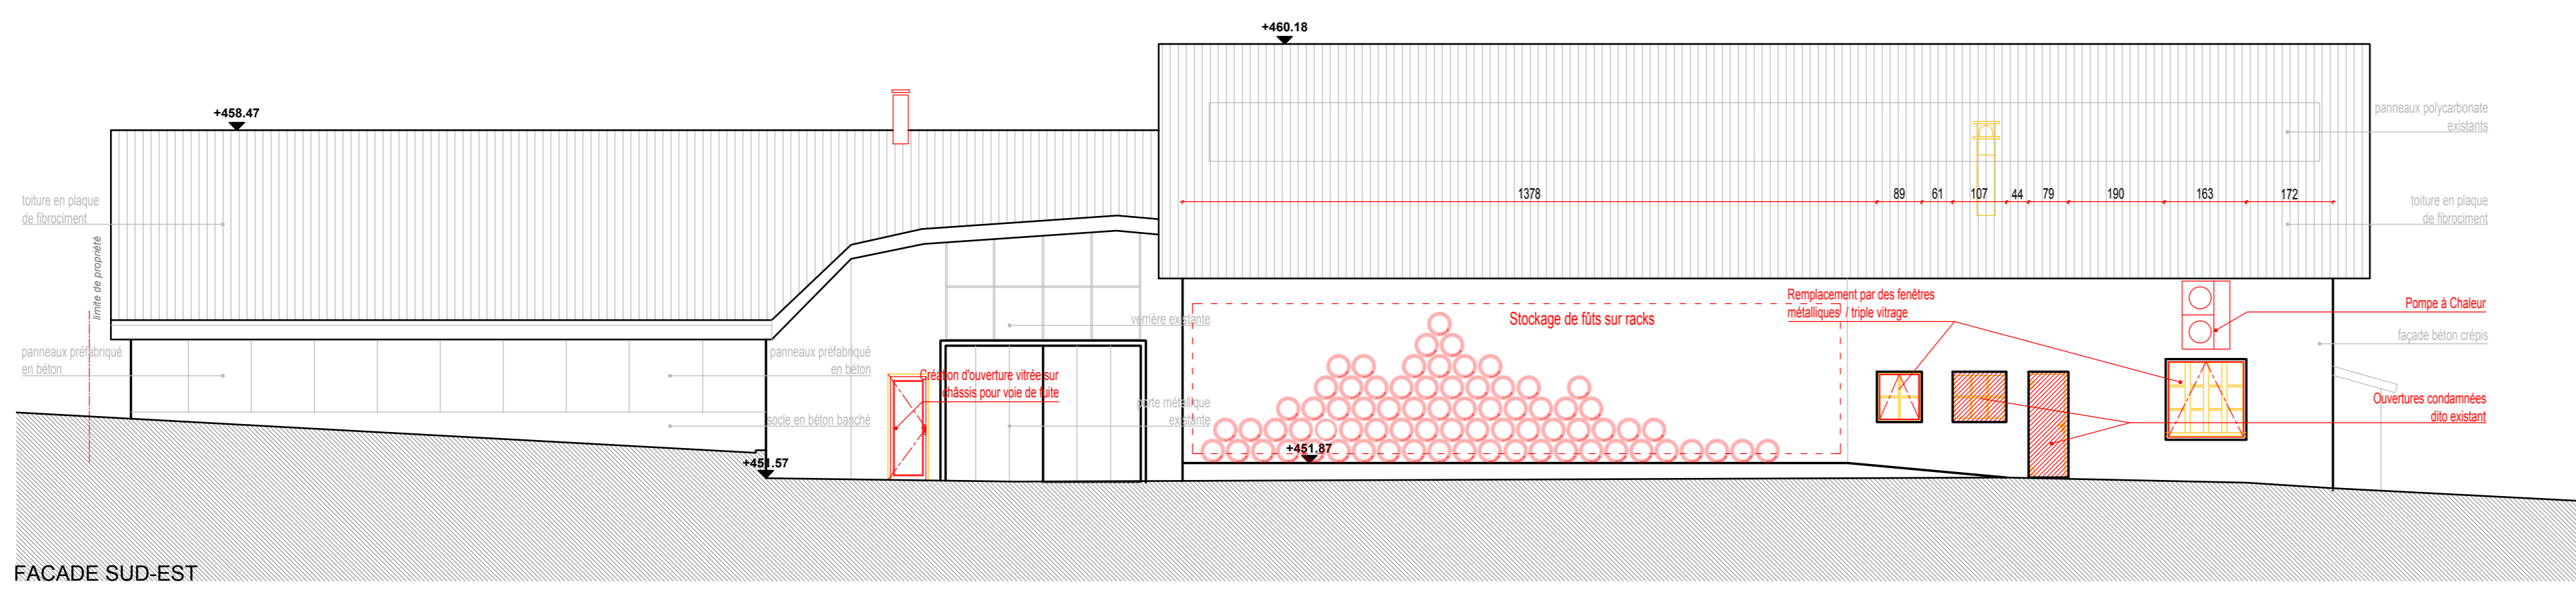 +460.18
+458.47
panneaux polycarbonate
existants
1378
89
61
107
44
79
190
163
172
toiture en plaque
de fibrociment
toiture en plaque
de fibrociment
limite de propriété
Remplacement par des fenêtres
métalliques / triple vitrage
Pompe à Chaleur
Stockage de fûts sur racks
verrière existante
façade béton crépis
panneaux préfabriqué
en béton
panneaux préfabriqué
en béton
Création d'ouverture vitrée sur
châssis pour voie de fuite
porte métallique
existante
Ouvertures condamnées
dito existant
socle en béton banché
+451.87
+451.57
FACADE SUD-EST